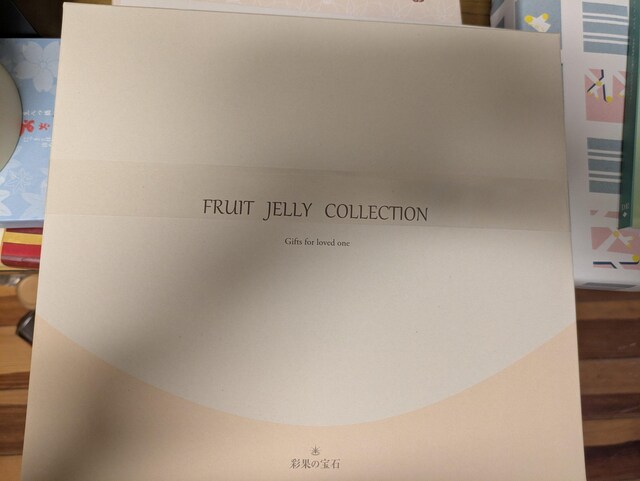 FRUIT JELLY COLLECTION
Gifts for loved one
彩果の宝石